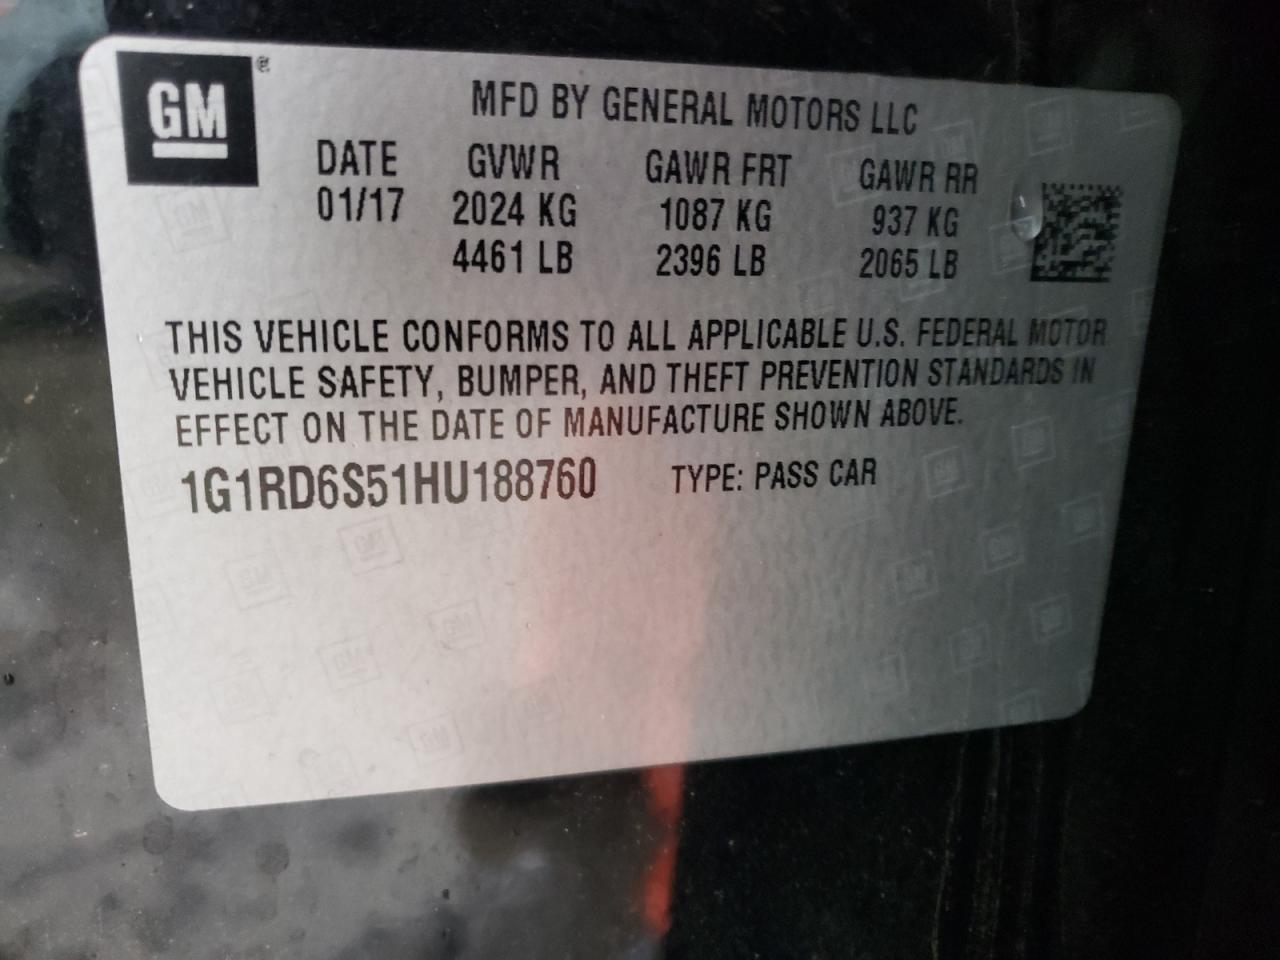 GM ®
MFD BY GENERAL MOTORS LLC
DATE GVWR GAWR FRT GAWR RR
01/17 2024 KG 1087 KG 937 KG
4461 LB 2396 LB 2065 LB
THIS VEHICLE CONFORMS TO ALL APPLICABLE U.S. FEDERAL MOTOR
VEHICLE SAFETY, BUMPER, AND THEFT PREVENTION STANDARDS IN
EFFECT ON THE DATE OF MANUFACTURE SHOWN ABOVE.
1G1RD6S51HU188760 TYPE: PASS CAR